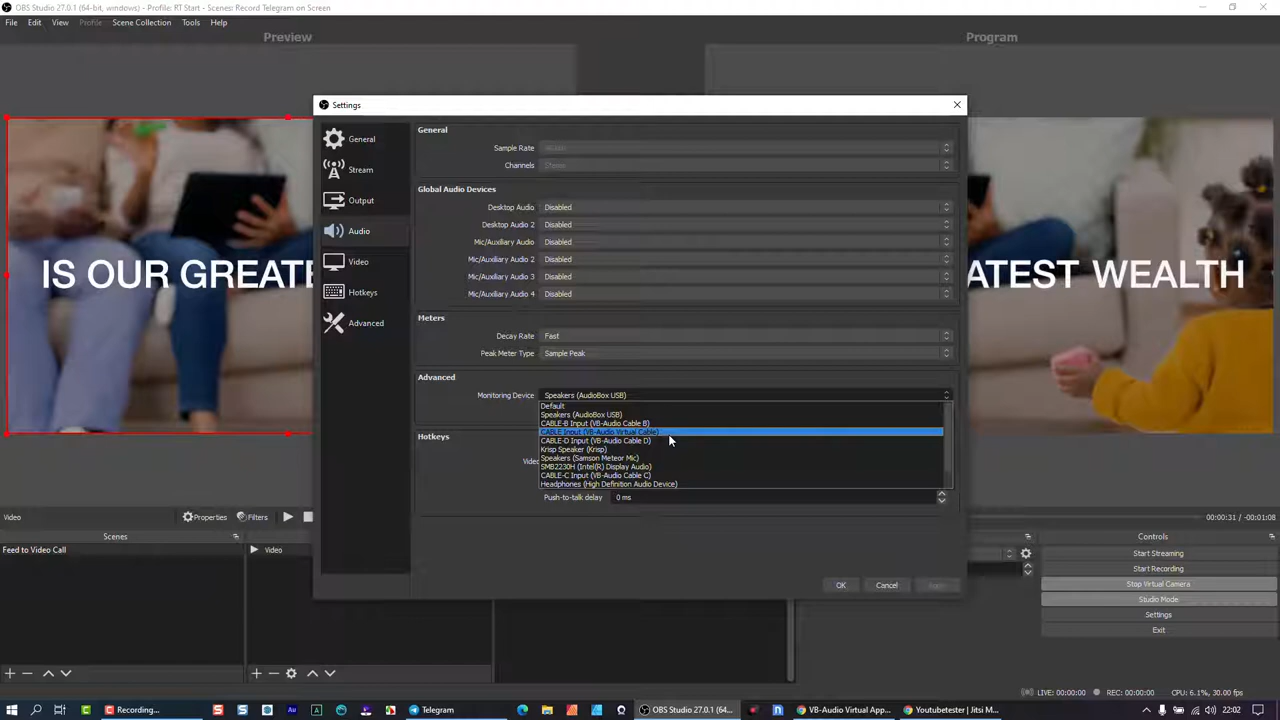 OBS Studio 27.0.1 (64-bit, windows) - Profile: RT Start - Scenes: Record Telegram on Screen
File Edit View Profile Scene Collection Tools Help
Preview
Program
Settings
General
Stream
Output
Audio
Video
Hotkeys
Advanced
General
Sample Rate
Channels
Global Audio Devices
Desktop Audio Disabled
Desktop Audio 2 Disabled
Mic/Auxiliary Audio Disabled
Mic/Auxiliary Audio 2 Disabled
Mic/Auxiliary Audio 3 Disabled
Mic/Auxiliary Audio 4 Disabled
Meters
Decay Rate Fast
Peak Meter Type Sample Peak
Advanced
Monitoring Device Speakers (AudioBox USB)
Default
Speakers (AudioBox USB)
CABLE-B Input (VB-Audio Cable B)
CABLE Input (VB-Audio Virtual Cable)
CABLE-D Input (VB-Audio Cable D)
Krisp Speaker (Krisp)
Speakers (Samson Meteor Mic)
SMB2230H (Intel(R) Display Audio)
CABLE-C Input (VB-Audio Cable C)
Headphones (High Definition Audio Device)
Hotkeys
Push-to-talk delay 0 ms
OK Cancel
IS OUR GREATE
ATEST WEALTH
Video Properties Filters
00:00:31 / -00:01:08
Scenes
Feed to Video Call
Video
Controls
Start Streaming
Start Recording
Stop Virtual Camera
Studio Mode
Settings
Exit
LIVE: 00:00:00 REC: 00:00:00 CPU: 6.1%, 30.00 fps
Recording... Telegram OBS Studio 27.0.1 (64... VB-Audio Virtual App... Youtubetester | Jitsi M... 22:02